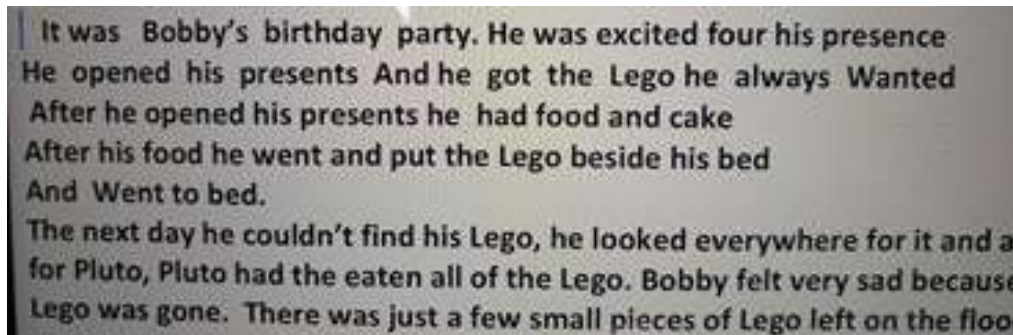 It was Bobby's birthday party. He was excited four his presence
He opened his presents And he got the Lego he always Wanted
After he opened his presents he had food and cake
After his food he went and put the Lego beside his bed
And Went to bed.
The next day he couldn't find his Lego, he looked everywhere for it and
for Pluto, Pluto had the eaten all of the Lego. Bobby felt very sad because
Lego was gone. There was just a few small pieces of Lego left on the